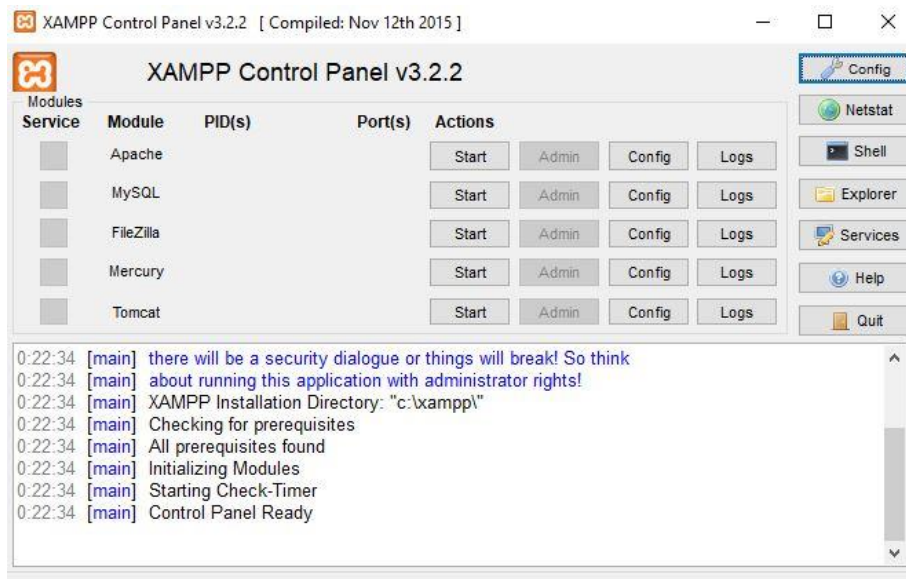 XAMPP Control Panel v3.2.2 [ Compiled: Nov 12th 2015 ]
XAMPP Control Panel v3.2.2
Config
Modules
Service Module PID(s) Port(s) Actions
Netstat
Apache Start Admin Config Logs
Shell
MySQL Start Admin Config Logs
Explorer
FileZilla Start Admin Config Logs
Services
Mercury Start Admin Config Logs
Help
Tomcat Start Admin Config Logs
Quit
0:22:34 [main] there will be a security dialogue or things will break! So think
0:22:34 [main] about running this application with administrator rights!
0:22:34 [main] XAMPP Installation Directory: "c:\xampp\"
0:22:34 [main] Checking for prerequisites
0:22:34 [main] All prerequisites found
0:22:34 [main] Initializing Modules
0:22:34 [main] Starting Check-Timer
0:22:34 [main] Control Panel Ready